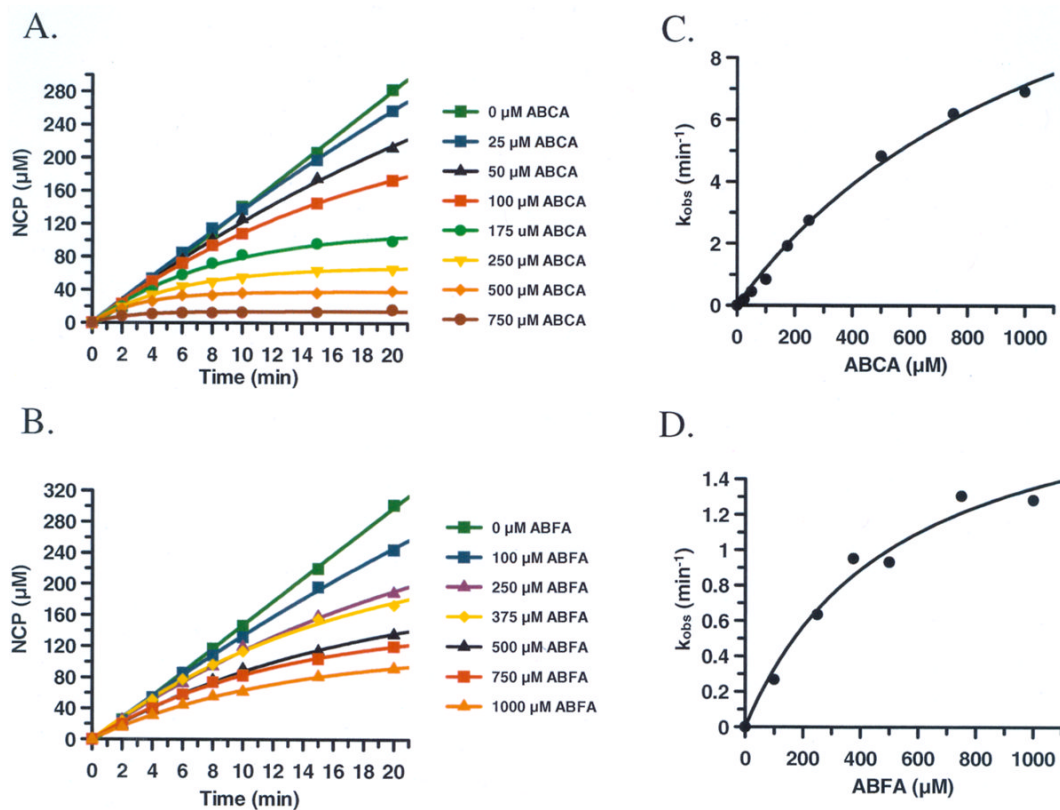 A.
NCP (µM)
280
240
200
160
120
80
40
0
0 2 4 6 8 10 12 14 16 18 20
Time (min)
0 µM ABCA
25 µM ABCA
50 µM ABCA
100 µM ABCA
175 uM ABCA
250 µM ABCA
500 µM ABCA
750 µM ABCA
C.
kobs (min-1)
8
6
4
2
0
0 200 400 600 800 1000
ABCA (µM)
B.
NCP (µM)
320
280
240
200
160
120
80
40
0
0 2 4 6 8 10 12 14 16 18 20
Time (min)
0 µM ABFA
100 µM ABFA
250 µM ABFA
375 µM ABFA
500 µM ABFA
750 µM ABFA
1000 µM ABFA
D.
kobs (min-1)
1.4
1.2
1
0.8
0.6
0.4
0.2
0
0 200 400 600 800 1000
ABFA (µM)